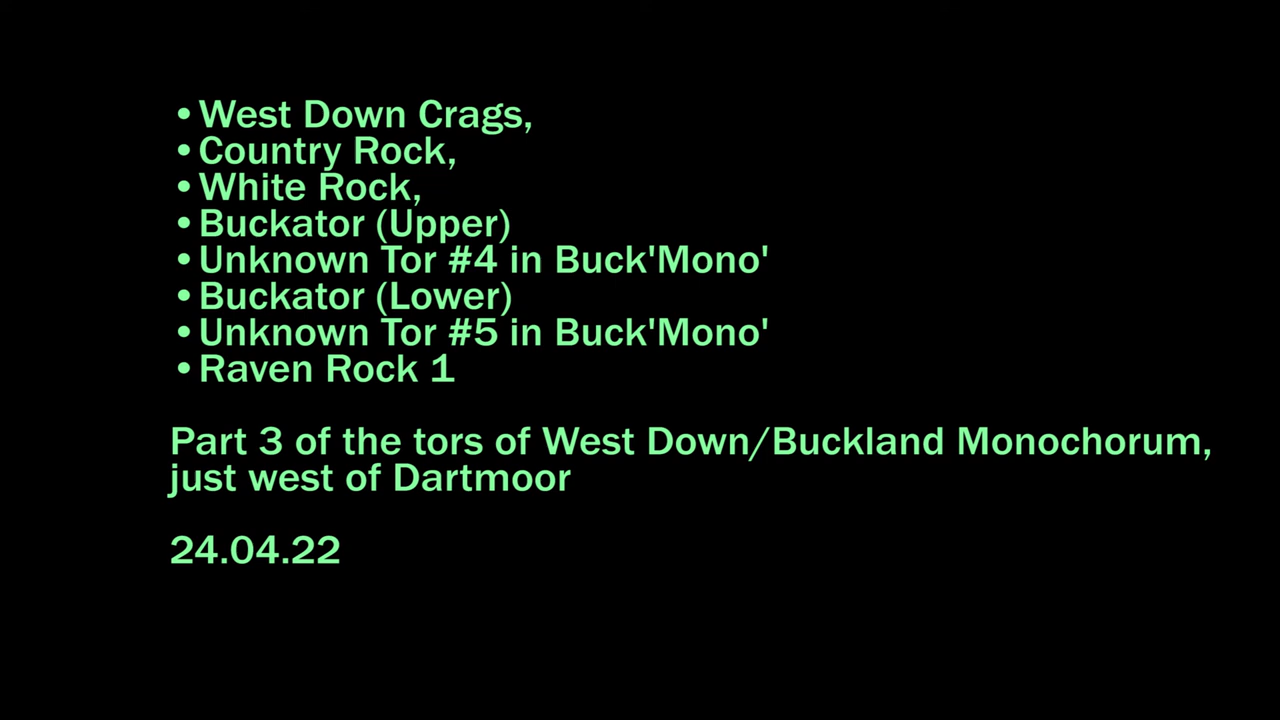 •West Down Crags,
•Country Rock,
•White Rock,
•Buckator (Upper)
•Unknown Tor #4 in Buck'Mono'
•Buckator (Lower)
•Unknown Tor #5 in Buck'Mono'
•Raven Rock 1
Part 3 of the tors of West Down/Buckland Monochorum,
just west of Dartmoor
24.04.22